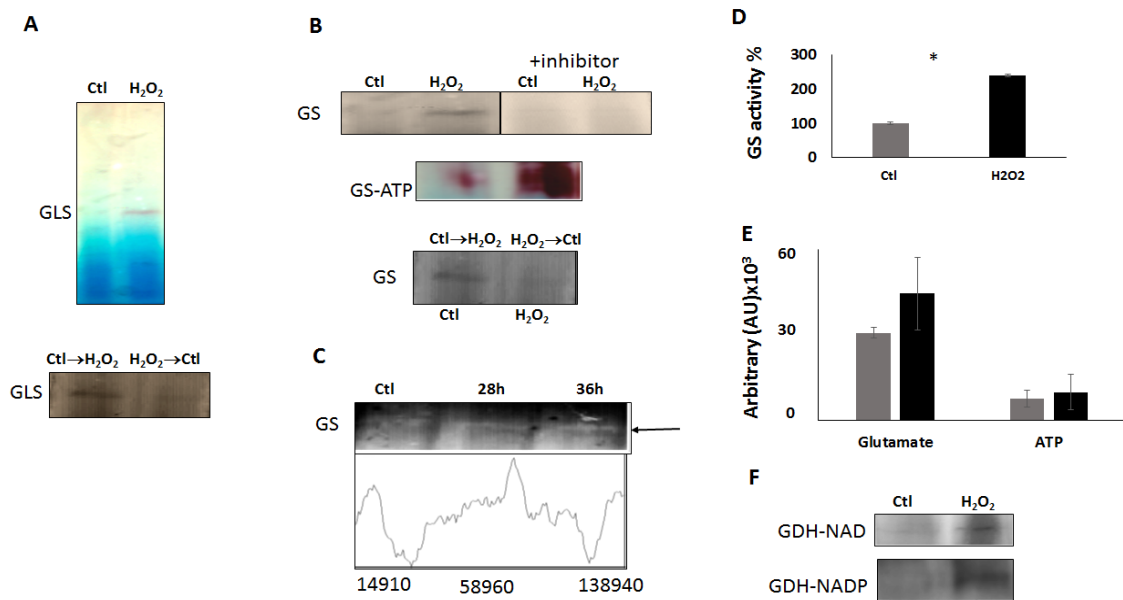 A
Ctl H₂O₂
GLS
Ctl→H₂O₂ H₂O₂→Ctl
GLS
B
+inhibitor
Ctl H₂O₂ Ctl H₂O₂
GS
GS-ATP
Ctl→H₂O₂ H₂O₂→Ctl
GS
Ctl H₂O₂
C
Ctl 28h 36h
GS
14910 58960 138940
D
GS activity %
300
200
100
0
*
Ctl H2O2
E
Arbitrary (AU)x10³
60
30
0
Glutamate ATP
F
Ctl H₂O₂
GDH-NAD
GDH-NADP